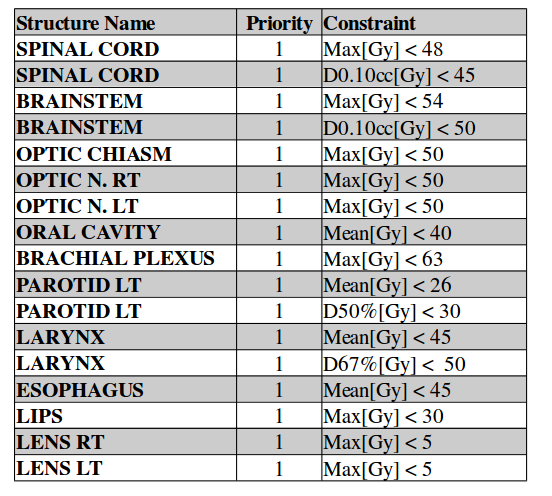 Structure Name Priority Constraint
SPINAL CORD 1 Max[Gy] < 48
SPINAL CORD 1 D0.10cc[Gy] < 45
BRAINSTEM 1 Max[Gy] < 54
BRAINSTEM 1 D0.10cc[Gy] < 50
OPTIC CHIASM 1 Max[Gy] < 50
OPTIC N. RT 1 Max[Gy] < 50
OPTIC N. LT 1 Max[Gy] < 50
ORAL CAVITY 1 Mean[Gy] < 40
BRACHIAL PLEXUS 1 Max[Gy] < 63
PAROTID LT 1 Mean[Gy] < 26
PAROTID LT 1 D50%[Gy] < 30
LARYNX 1 Mean[Gy] < 45
LARYNX 1 D67%[Gy] < 50
ESOPHAGUS 1 Mean[Gy] < 45
LIPS 1 Max[Gy] < 30
LENS RT 1 Max[Gy] < 5
LENS LT 1 Max[Gy] < 5